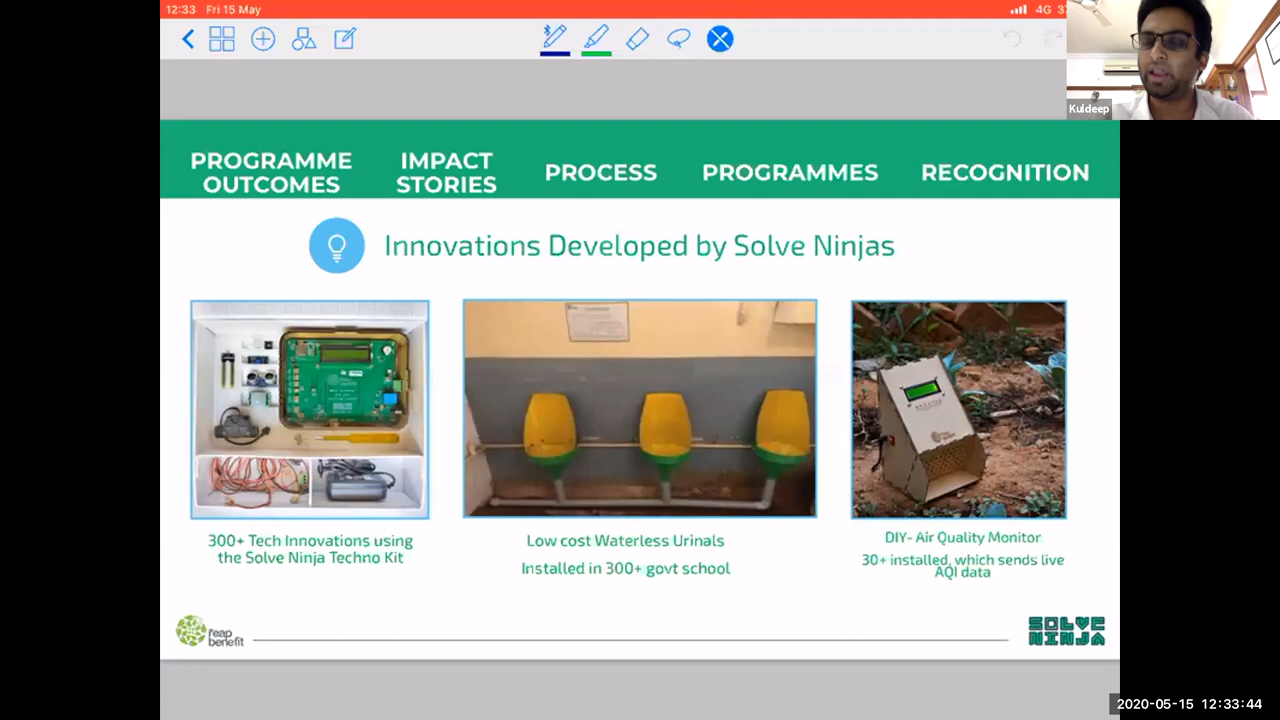 12:33 Fri 15 May
4G
Kuldeep
PROGRAMME
OUTCOMES
IMPACT
STORIES
PROCESS
PROGRAMMES
RECOGNITION
Innovations Developed by Solve Ninjas
300+ Tech Innovations using
the Solve Ninja Techno Kit
Low cost Waterless Urinals
Installed in 300+ govt school
DIY- Air Quality Monitor
30+ installed, which sends live
AQI data
reap
benefit
SOLVE
NINJA
2020-05-15 12:33:44